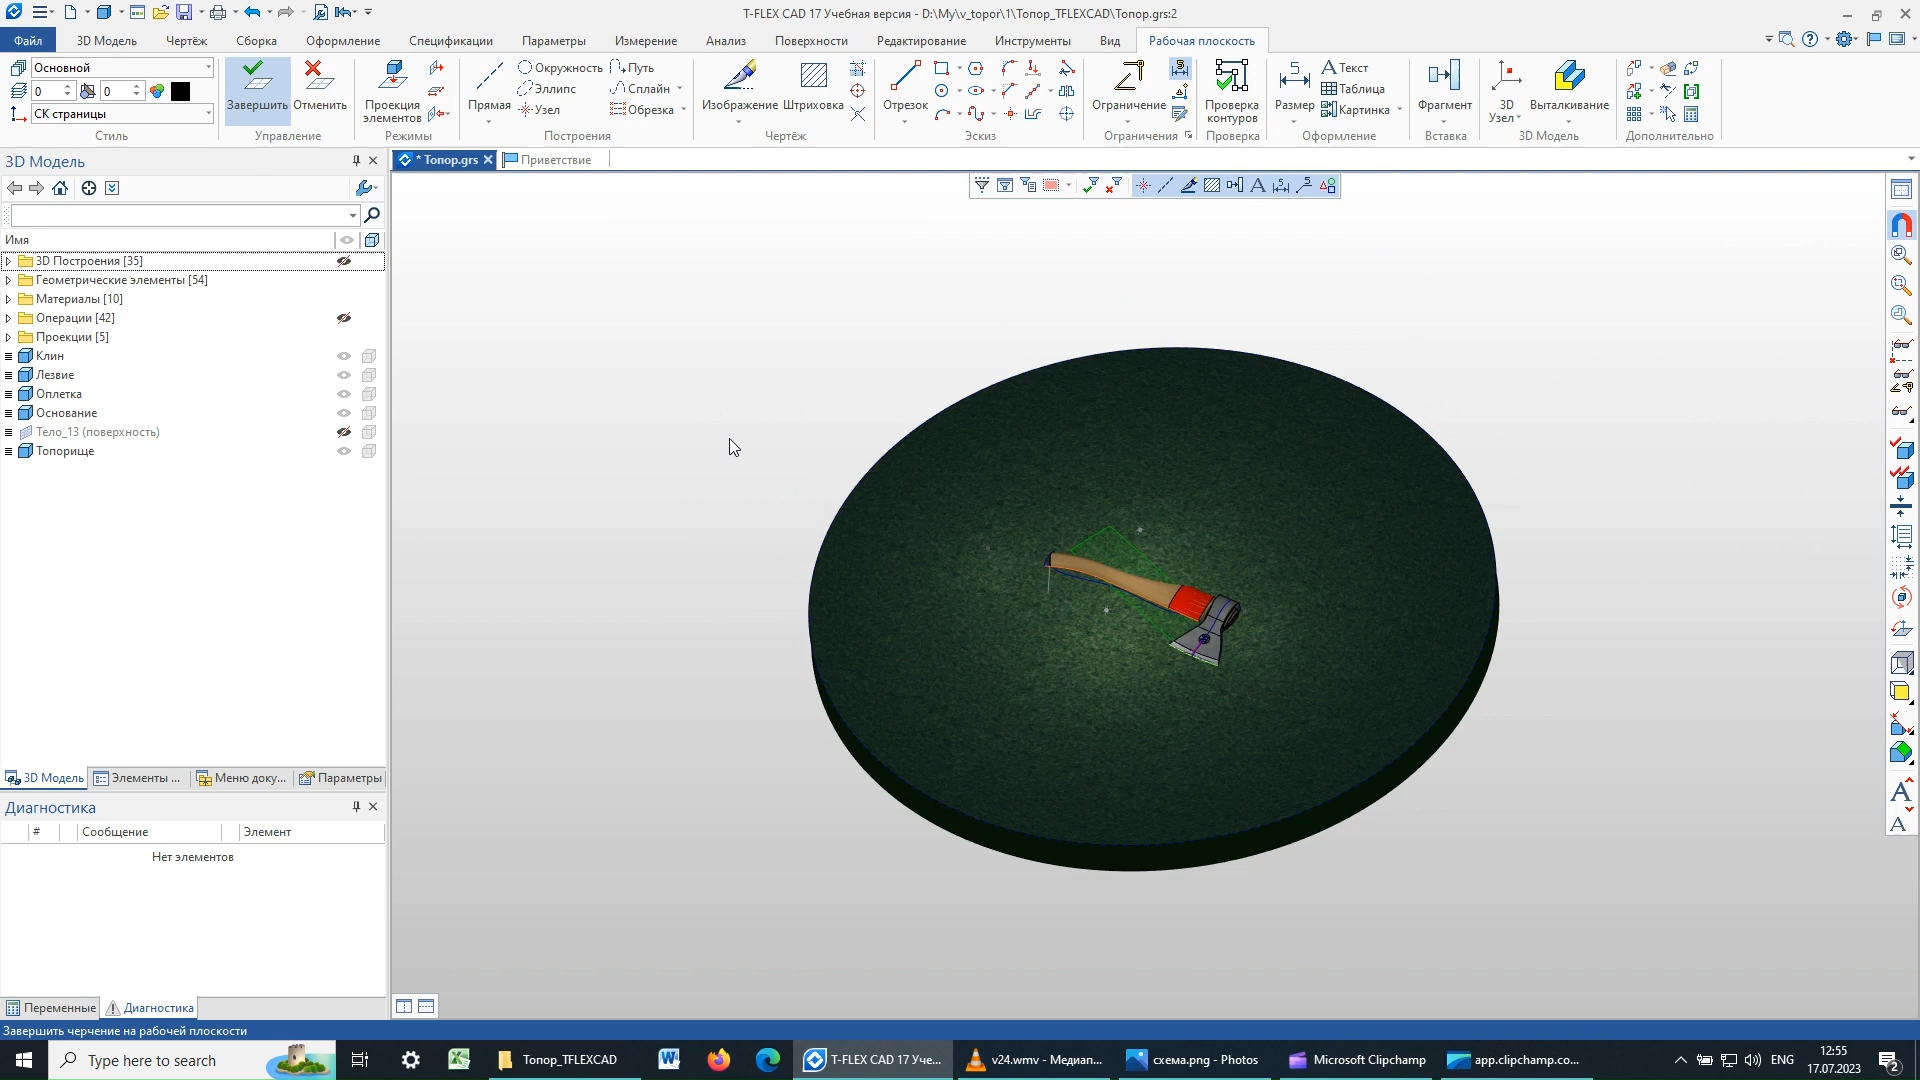 T-FLEX CAD 17 Учебная версия - D:\My\v_topor\1\Топор_TFLEXCAD\Топор.grs:2
Файл 3D Модель Чертёж Сборка Оформление Спецификации Параметры Измерение Анализ Поверхности Редактирование Инструменты Вид Рабочая плоскость
Основной
0 0
СК страницы
Стиль
Завершить Отменить
Управление
Проекция элементов
Режимы
Прямая
Окружность
Эллипс
Узел
Путь
Сплайн
Обрезка
Построения
Изображение Штриховка
Чертёж
Отрезок
Эскиз
Ограничение
Ограничения
Проверка контуров
Проверка
Размер
Текст
Таблица
Картинка
Оформление
Фрагмент
Вставка
3D Узел
Выталкивание
3D Модель
Дополнительно
3D Модель
* Топор.grs
Приветствие
Имя
3D Построения [35]
Геометрические элементы [54]
Материалы [10]
Операции [42]
Проекции [5]
Клин
Лезвие
Оплетка
Основание
Тело_13 (поверхность)
Топорище
3D Модель Элементы ... Меню доку... Параметры
Диагностика
# Сообщение Элемент
Нет элементов
Переменные Диагностика
Завершить черчение на рабочей плоскости
Type here to search
Топор_TFLEXCAD
T-FLEX CAD 17 Уче...
v24.wmv - Медиап...
схема.png - Photos
Microsoft Clipchamp
app.clipchamp.co...
ENG
12:55
17.07.2023
2